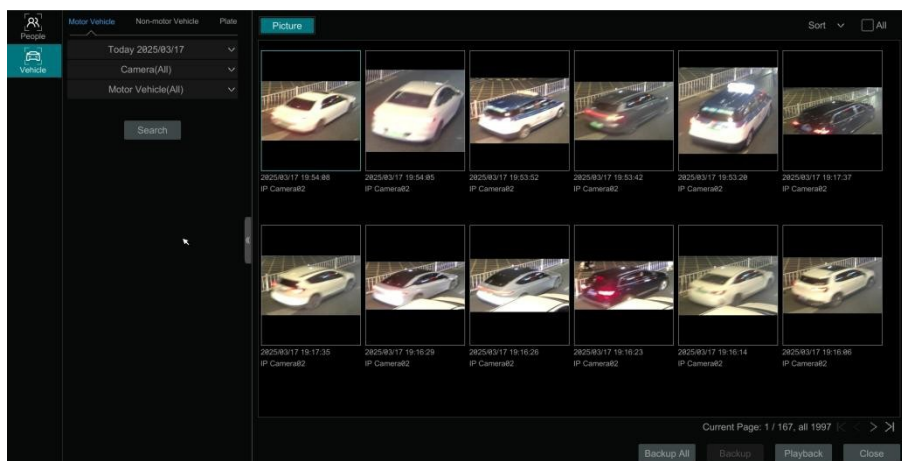 People
Vehicle
Motor Vehicle
Non-motor Vehicle
Plate
Today 2025/03/17
Camera(All)
Motor Vehicle(All)
Search
Picture
Sort
All
2025/03/17 19:54:08
IP Camera02
2025/03/17 19:54:05
IP Camera02
2025/03/17 19:53:52
IP Camera02
2025/03/17 19:53:42
IP Camera02
2025/03/17 19:53:20
IP Camera02
2025/03/17 19:17:37
IP Camera02
2025/03/17 19:17:35
IP Camera02
2025/03/17 19:16:29
IP Camera02
2025/03/17 19:16:26
IP Camera02
2025/03/17 19:16:23
IP Camera02
2025/03/17 19:16:14
IP Camera02
2025/03/17 19:16:06
IP Camera02
Current Page: 1 / 167, all 1997
Backup All
Backup
Playback
Close